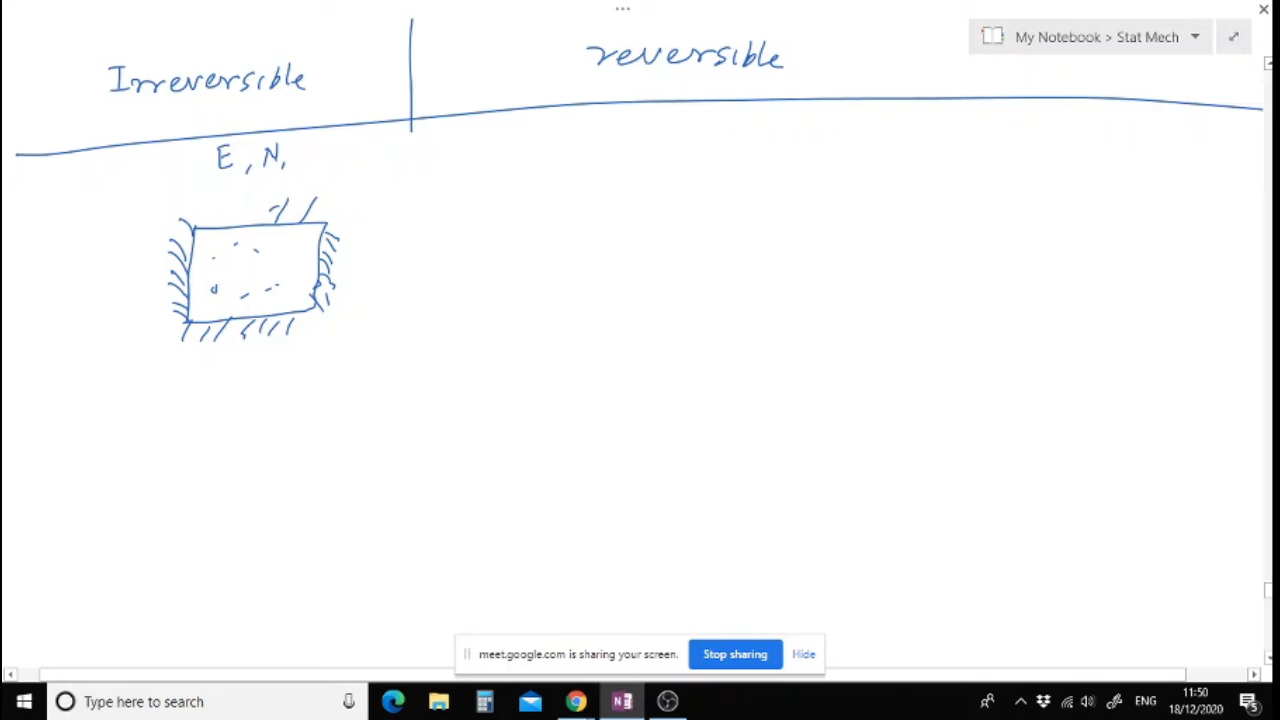 ...
My Notebook > Stat Mech
Irreversible
reversible
E, N,
meet.google.com is sharing your screen.
Stop sharing
Hide
Type here to search
ENG
11:50
18/12/2020
5